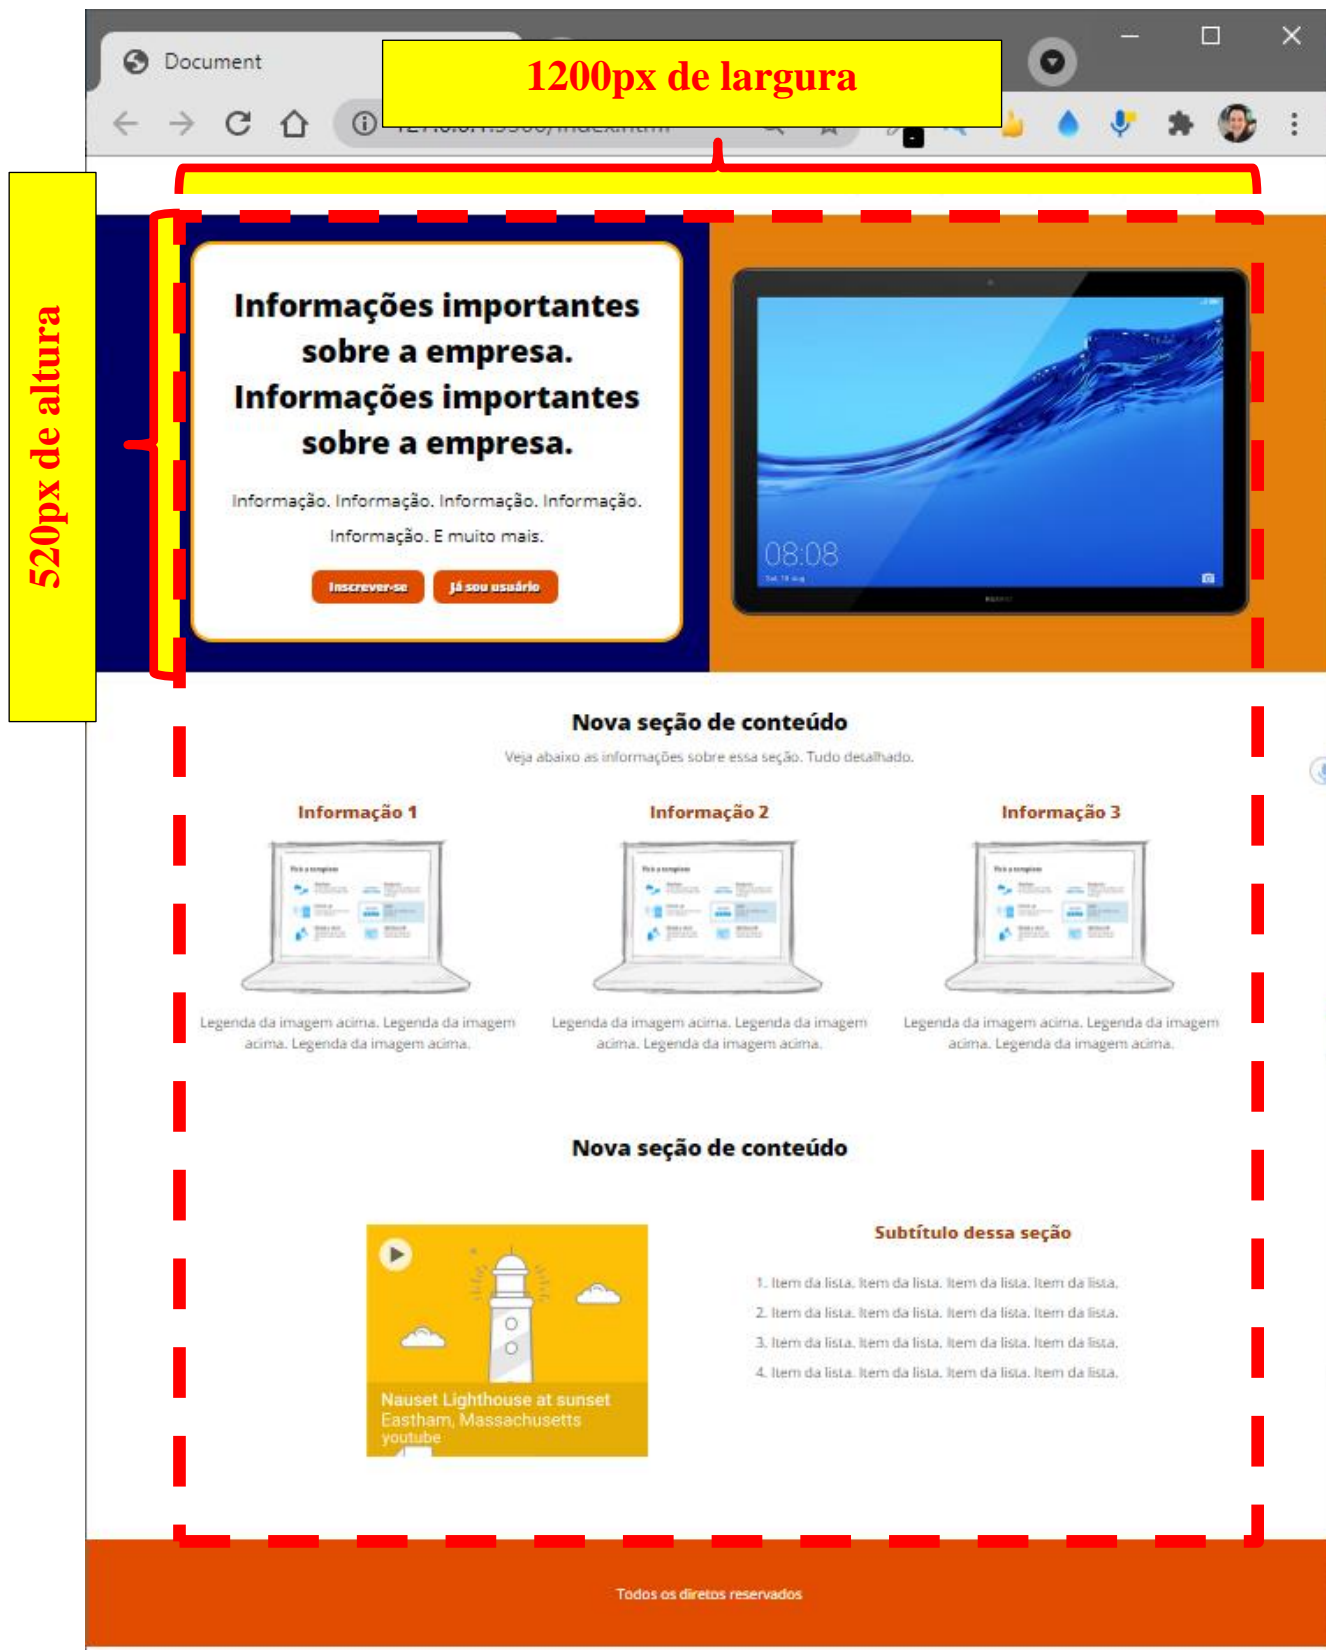 Document
1200px de largura
520px de altura
Informações importantes
sobre a empresa.
Informações importantes
sobre a empresa.
Informação. Informação. Informação. Informação.
Informação. E muito mais.
Inscrever-se
Já sou usuário
08:08
Nova seção de conteúdo
Veja abaixo as informações sobre essa seção. Tudo detalhado.
Informação 1
Informação 2
Informação 3
Pick a template
Pick a template
Pick a template
Legenda da imagem acima. Legenda da imagem
acima. Legenda da imagem acima.
Legenda da imagem acima. Legenda da imagem
acima. Legenda da imagem acima.
Legenda da imagem acima. Legenda da imagem
acima. Legenda da imagem acima.
Nova seção de conteúdo
Nauset Lighthouse at sunset
Eastham, Massachusetts
youtube
Subtítulo dessa seção
1. Item da lista. Item da lista. Item da lista. Item da lista.
2. Item da lista. Item da lista. Item da lista. Item da lista.
3. Item da lista. Item da lista. Item da lista. Item da lista.
4. Item da lista. Item da lista. Item da lista. Item da lista.
Todos os diretos reservados